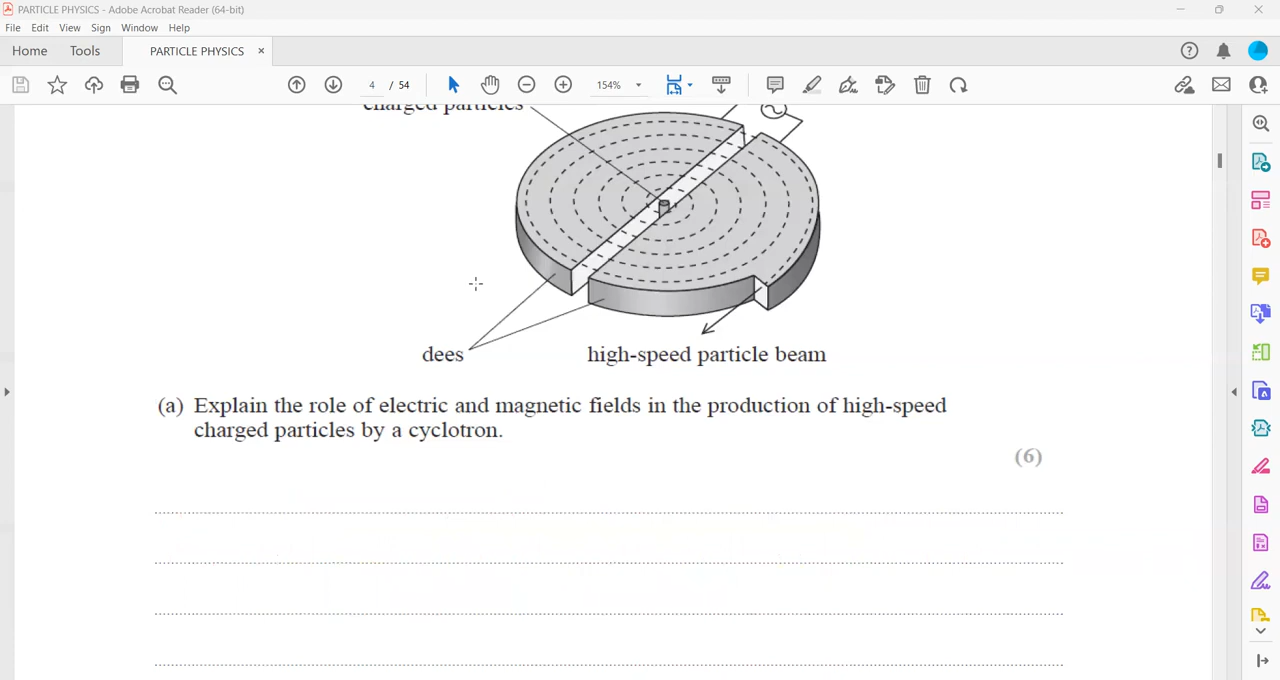 PARTICLE PHYSICS - Adobe Acrobat Reader (64-bit)
File Edit View Sign Window Help
Home Tools PARTICLE PHYSICS ×
4 / 54 154%
charged particles
dees high-speed particle beam
(a) Explain the role of electric and magnetic fields in the production of high-speed
charged particles by a cyclotron.
(6)